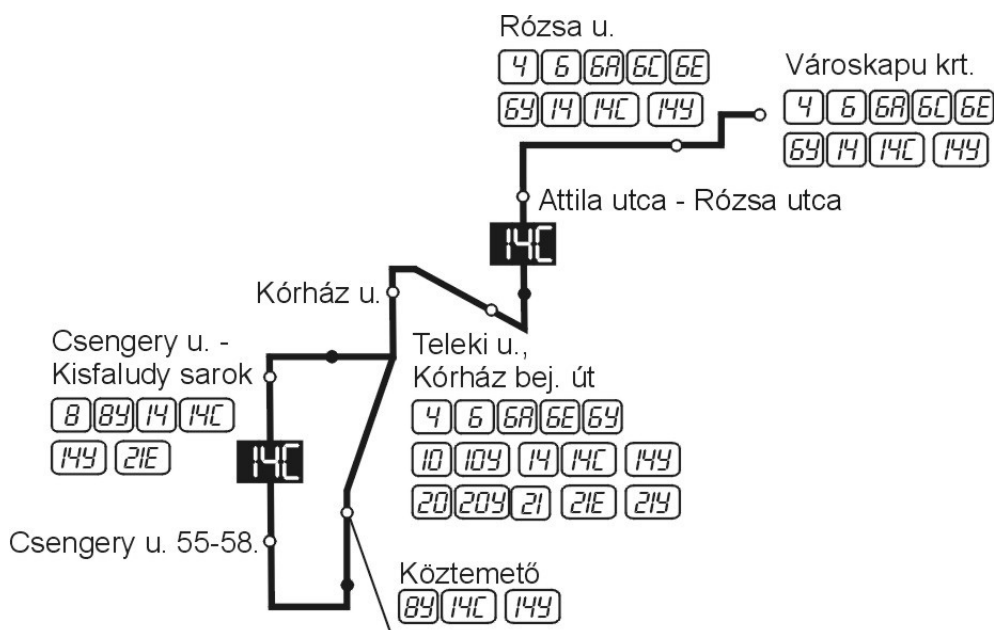 Rózsa u.
4 6 6A 6C 6E
6Y 14 14C 14Y
Városkapu krt.
4 6 6A 6C 6E
6Y 14 14C 14Y
Attila utca - Rózsa utca
14C
Kórház u.
Csengery u. -
Kisfaludy sarok
8 8Y 14 14C
14Y 21E
14C
Teleki u.,
Kórház bej. út
4 6 6A 6E 6Y
10 10Y 14 14C 14Y
20 20Y 21 21E 21Y
Csengery u. 55-58.
Köztemető
8Y 14C 14Y